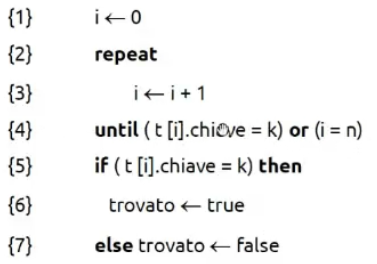 {1} i ← 0
{2} repeat
{3} i ← i + 1
{4} until ( t [i].chiave = k) or (i = n)
{5} if ( t [i].chiave = k) then
{6} trovato ← true
{7} else trovato ← false